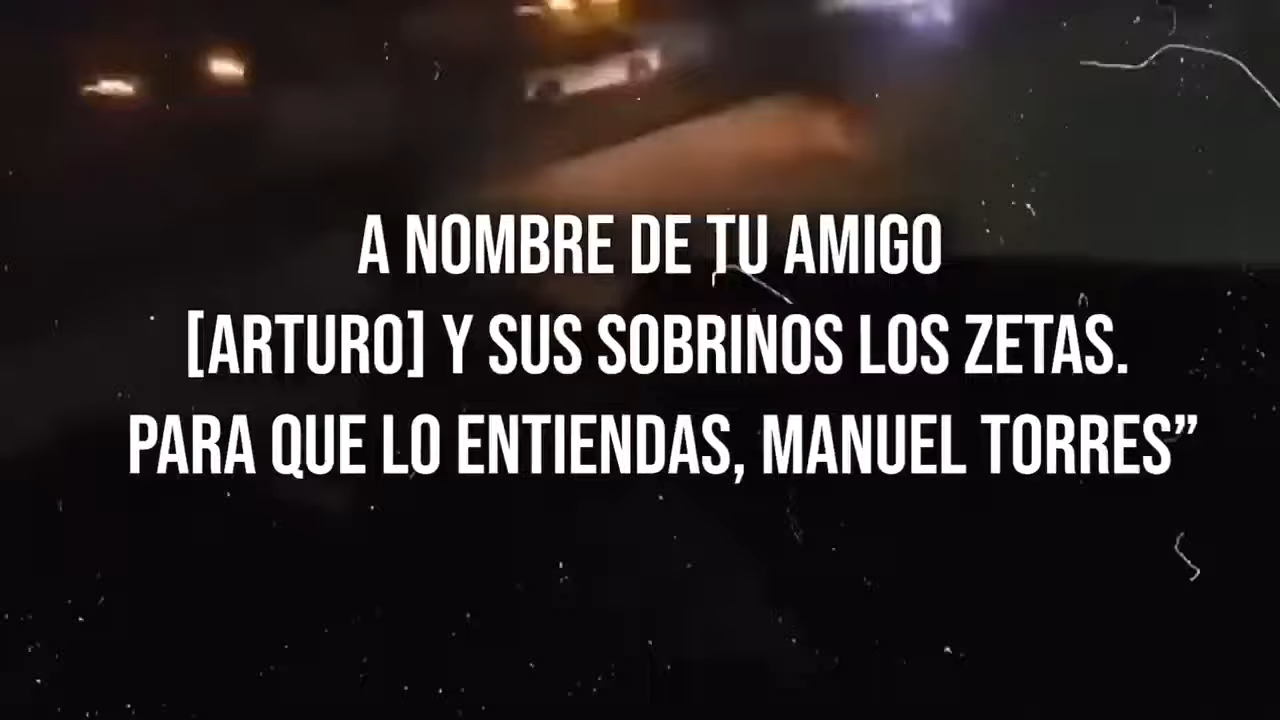 A NOMBRE DE TU AMIGO
[ARTURO] Y SUS SOBRINOS LOS ZETAS.
PARA QUE LO ENTIENDAS, MANUEL TORRES”